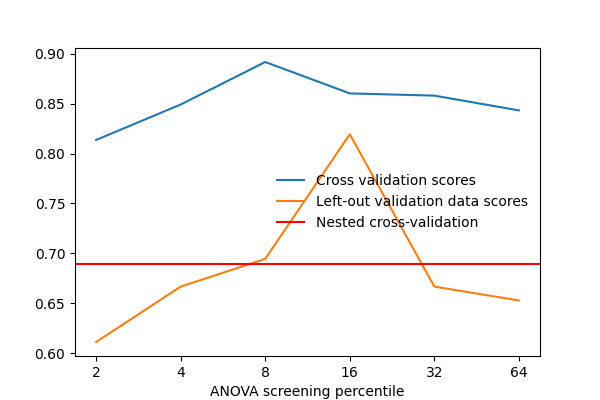 0.90
0.85
0.80
0.75
0.70
0.65
0.60
Cross validation scores
Left-out validation data scores
Nested cross-validation
2 4 8 16 32 64
ANOVA screening percentile